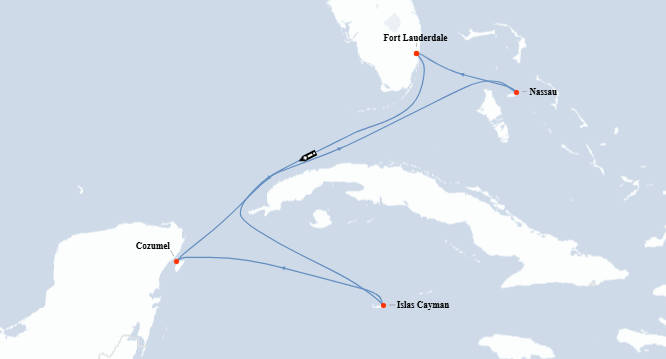 Fort Lauderdale
Nassau
Cozumel
Islas Cayman